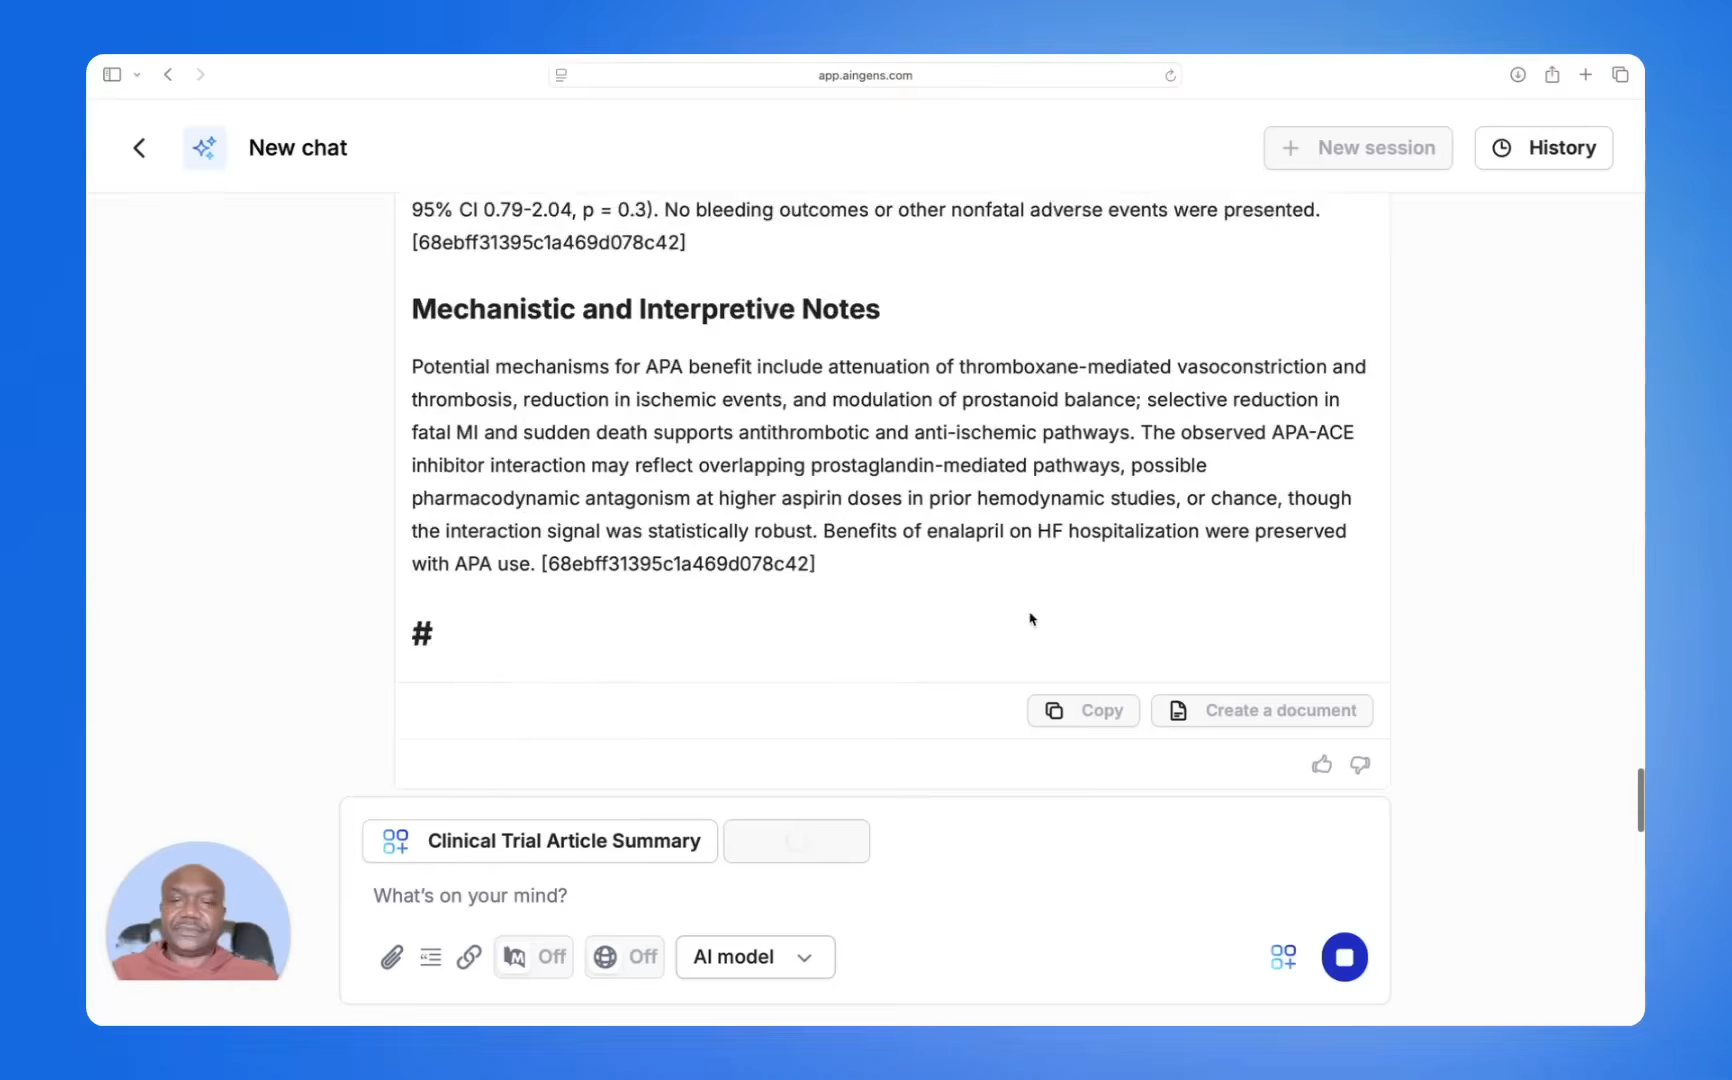 app.aingens.com
New chat
New session
History
95% CI 0.79-2.04, p = 0.3). No bleeding outcomes or other nonfatal adverse events were presented.
[68ebff31395c1a469d078c42]
Mechanistic and Interpretive Notes
Potential mechanisms for APA benefit include attenuation of thromboxane-mediated vasoconstriction and
thrombosis, reduction in ischemic events, and modulation of prostanoid balance; selective reduction in
fatal MI and sudden death supports antithrombotic and anti-ischemic pathways. The observed APA-ACE
inhibitor interaction may reflect overlapping prostaglandin-mediated pathways, possible
pharmacodynamic antagonism at higher aspirin doses in prior hemodynamic studies, or chance, though
the interaction signal was statistically robust. Benefits of enalapril on HF hospitalization were preserved
with APA use. [68ebff31395c1a469d078c42]
#
Copy
Create a document
Clinical Trial Article Summary
What's on your mind?
Off
Off
AI model